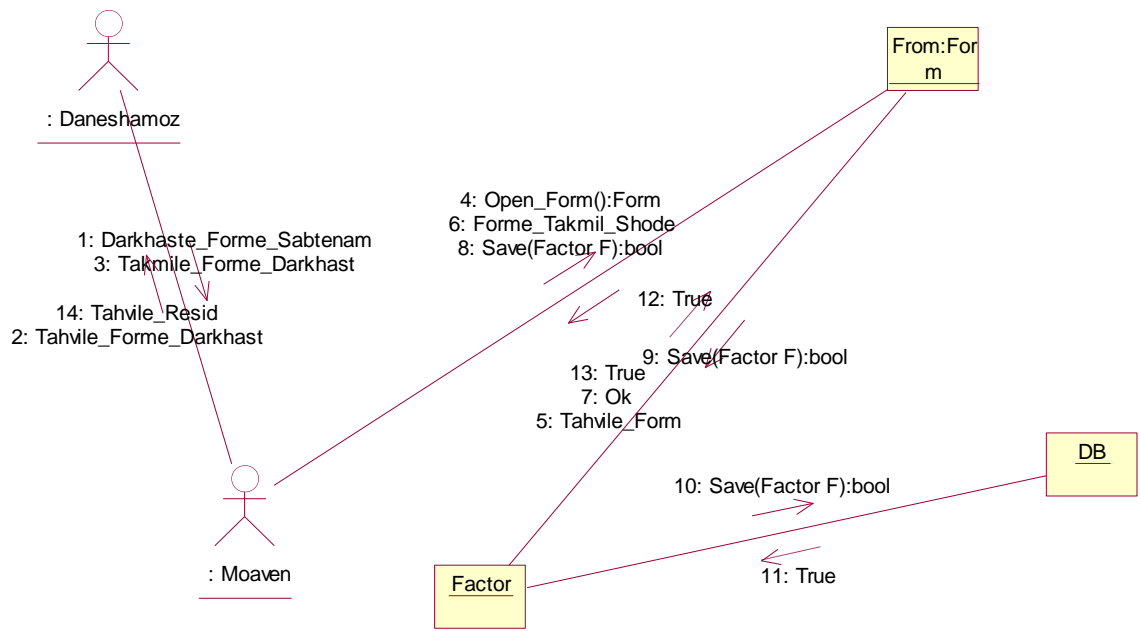 : Daneshamoz
From:For
m
4: Open_Form():Form
6: Forme_Takmil_Shode
8: Save(Factor F):bool
1: Darkhaste_Forme_Sabtenam
3: Takmile_Forme_Darkhast
12: True
14: Tahvile_Resid
2: Tahvile_Forme_Darkhast
9: Save(Factor F):bool
13: True
7: Ok
5: Tahvile_Form
DB
10: Save(Factor F):bool
11: True
: Moaven
Factor